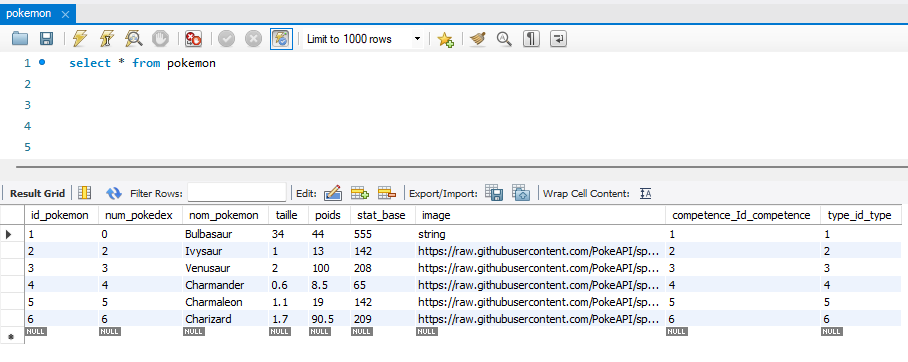 pokemon
Limit to 1000 rows
1 select * from pokemon
2
3
4
5
Result Grid Filter Rows: Edit: Export/Import: Wrap Cell Content: IA
id_pokemon num_pokedex nom_pokemon taille poids stat_base image competence_Id_competence type_id_type
1 0 Bulbasaur 34 44 555 string 1 1
2 2 Ivysaur 1 13 142 https://raw.githubusercontent.com/PokeAPI/sp... 2 2
3 3 Venusaur 2 100 208 https://raw.githubusercontent.com/PokeAPI/sp... 3 3
4 4 Charmander 0.6 8.5 65 https://raw.githubusercontent.com/PokeAPI/sp... 4 4
5 5 Charmaleon 1.1 19 142 https://raw.githubusercontent.com/PokeAPI/sp... 5 5
6 6 Charizard 1.7 90.5 209 https://raw.githubusercontent.com/PokeAPI/sp... 6 6
NULL NULL NULL NULL NULL NULL NULL NULL NULL